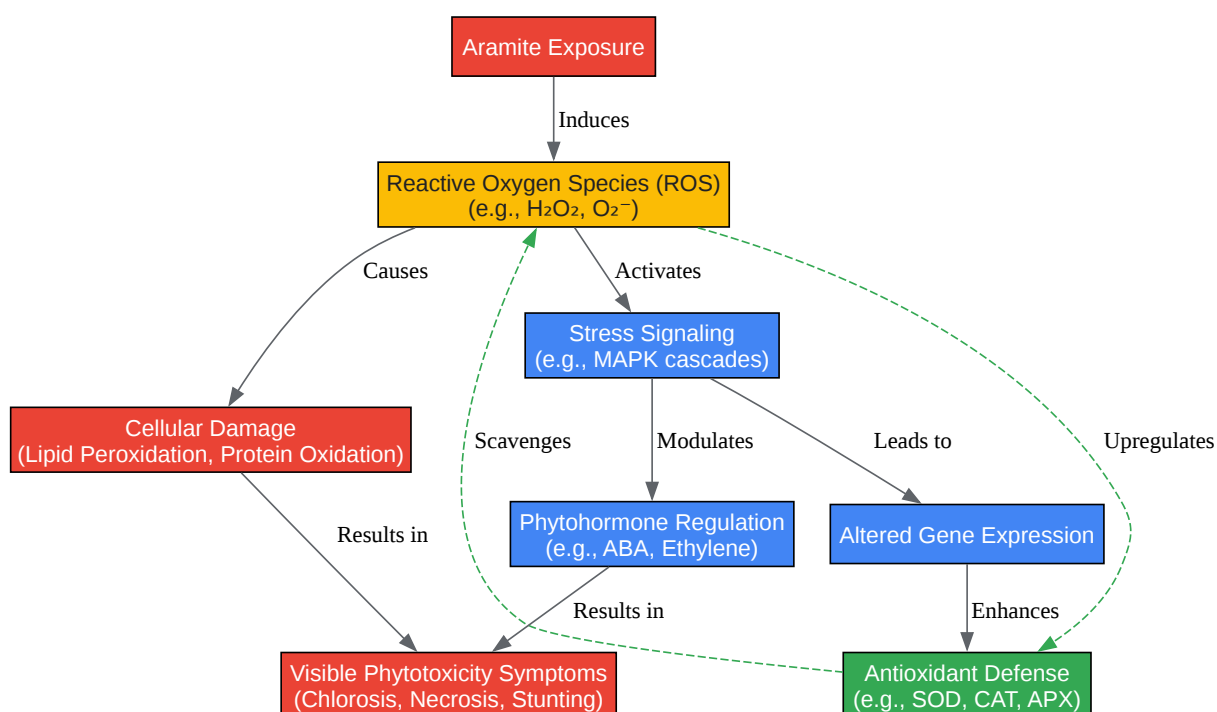 Aramite Exposure
Induces
Reactive Oxygen Species (ROS)
(e.g., H₂O₂, O₂⁻)
Causes
Activates
Stress Signaling
(e.g., MAPK cascades)
Cellular Damage
(Lipid Peroxidation, Protein Oxidation)
Scavenges
Modulates
Leads to
Upregulates
Phytohormone Regulation
(e.g., ABA, Ethylene)
Altered Gene Expression
Results in
Results in
Enhances
Visible Phytotoxicity Symptoms
(Chlorosis, Necrosis, Stunting)
Antioxidant Defense
(e.g., SOD, CAT, APX)